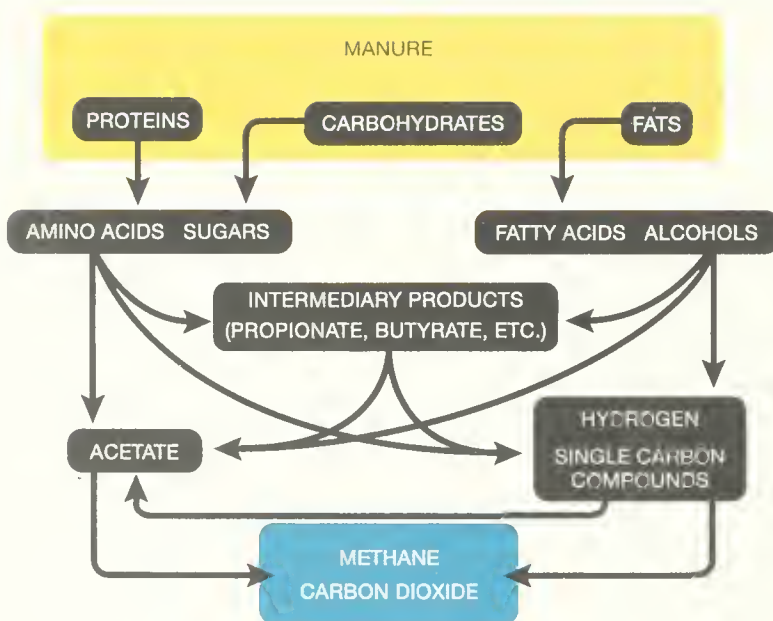 MANURE
PROTEINS
CARBOHYDRATES
FATS
AMINO ACIDS SUGARS
FATTY ACIDS ALCOHOLS
INTERMEDIARY PRODUCTS
(PROPIONATE, BUTYRATE, ETC.)
ACETATE
HYDROGEN
SINGLE CARBON
COMPOUNDS
METHANE
CARBON DIOXIDE